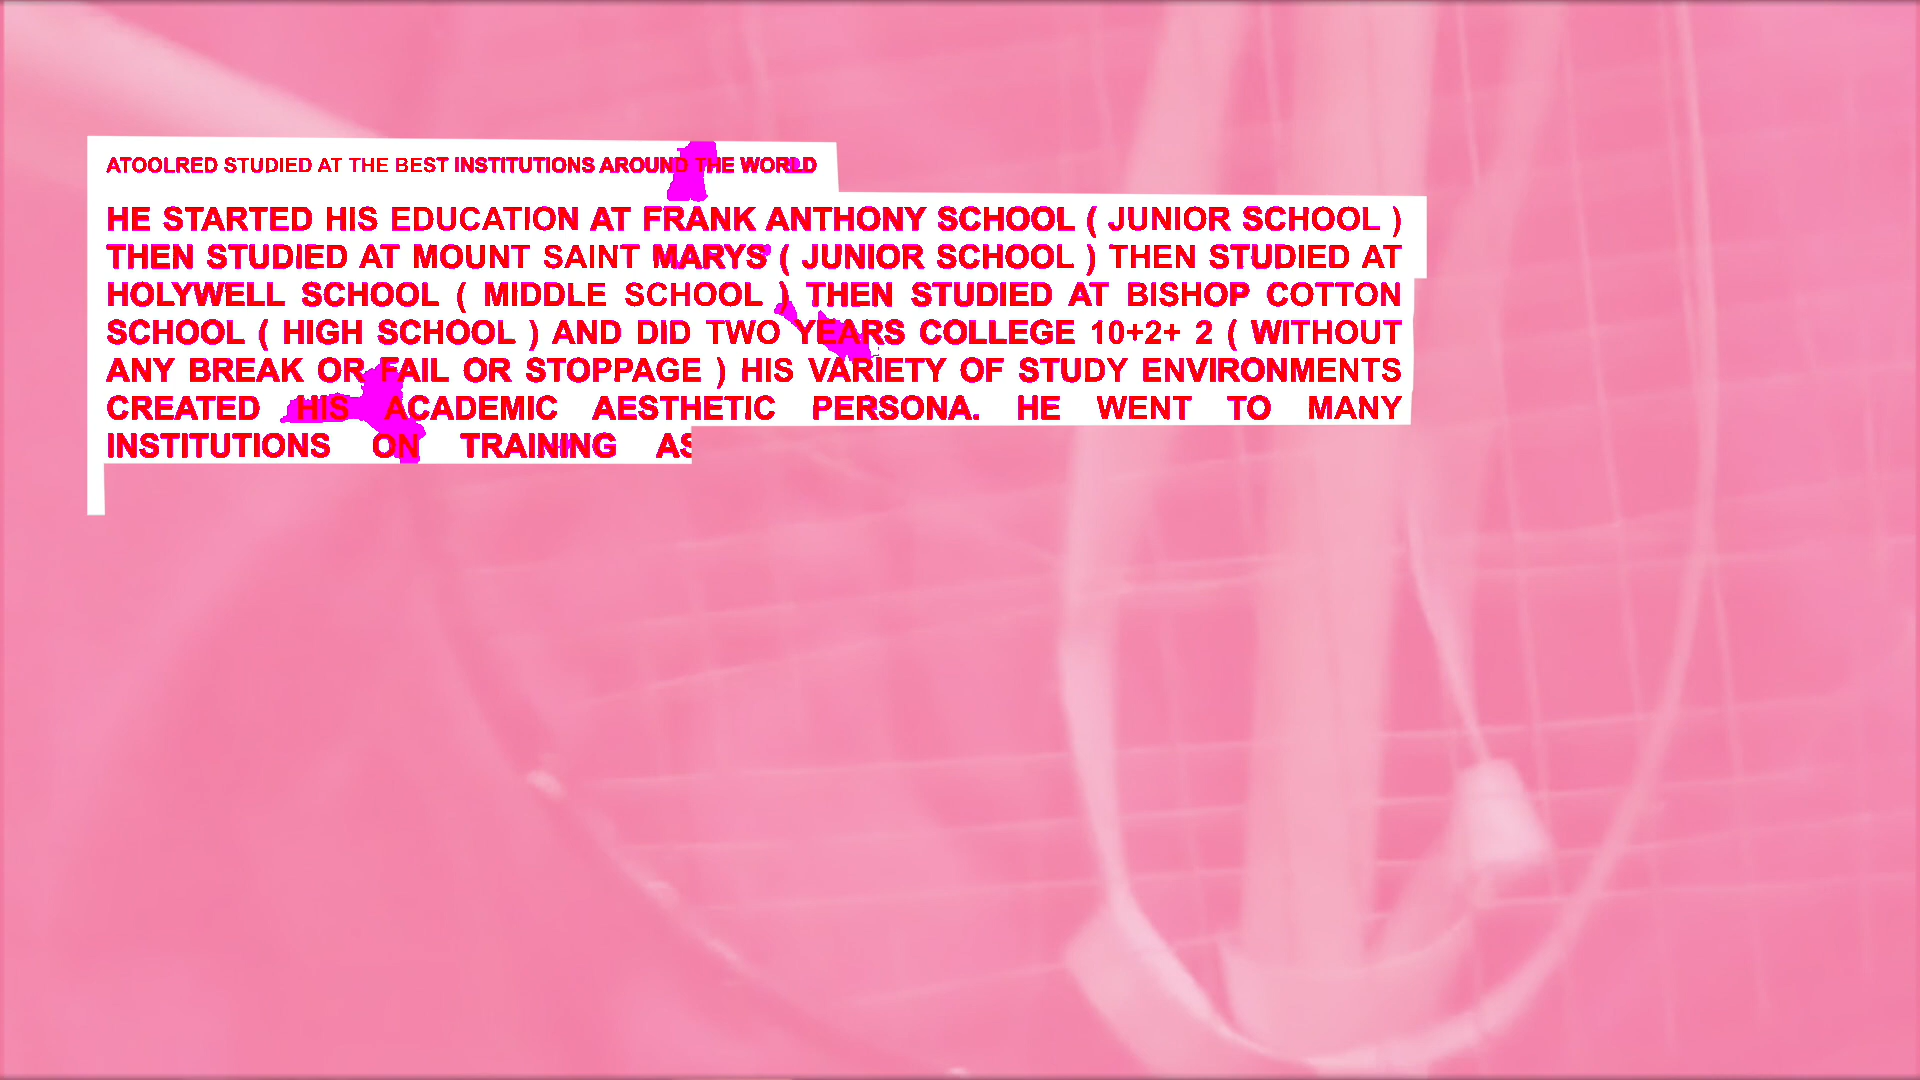 ATOOLRED STUDIED AT THE BEST INSTITUTIONS AROUND THE WORLD
HE STARTED HIS EDUCATION AT FRANK ANTHONY SCHOOL ( JUNIOR SCHOOL )
THEN STUDIED AT MOUNT SAINT MARYS' ( JUNIOR SCHOOL ) THEN STUDIED AT
HOLYWELL SCHOOL ( MIDDLE SCHOOL ) THEN STUDIED AT BISHOP COTTON
SCHOOL ( HIGH SCHOOL ) AND DID TWO YEARS COLLEGE 10+2+ 2 ( WITHOUT
ANY BREAK OR FAIL OR STOPPAGE ) HIS VARIETY OF STUDY ENVIRONMENTS
CREATED HIS ACADEMIC AESTHETIC PERSONA. HE WENT TO MANY
INSTITUTIONS ON TRAINING AS